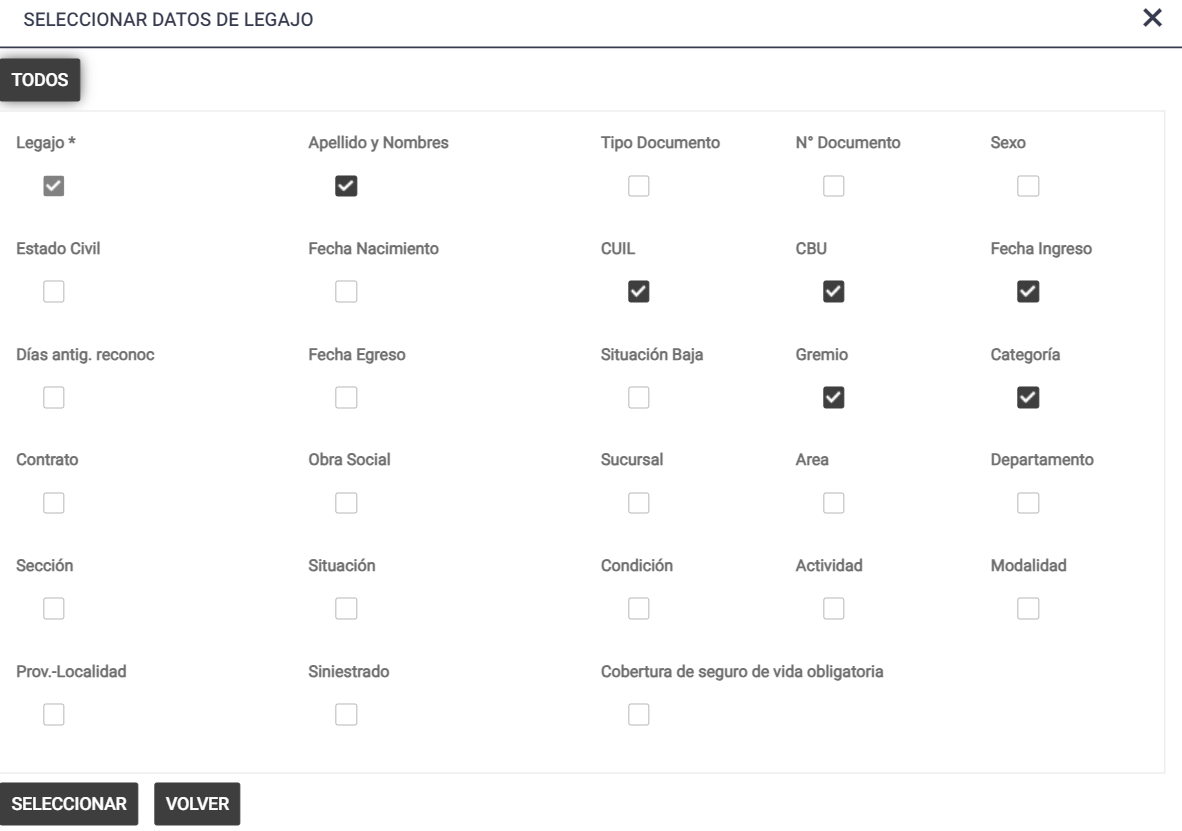 SELECCIONAR DATOS DE LEGAJO
TODOS
Legajo * Apellido y Nombres Tipo Documento N° Documento Sexo
Estado Civil Fecha Nacimiento CUIL CBU Fecha Ingreso
Días antig. reconoc Fecha Egreso Situación Baja Gremio Categoría
Contrato Obra Social Sucursal Area Departamento
Sección Situación Condición Actividad Modalidad
Prov.-Localidad Siniestrado Cobertura de seguro de vida obligatoria
SELECCIONAR VOLVER